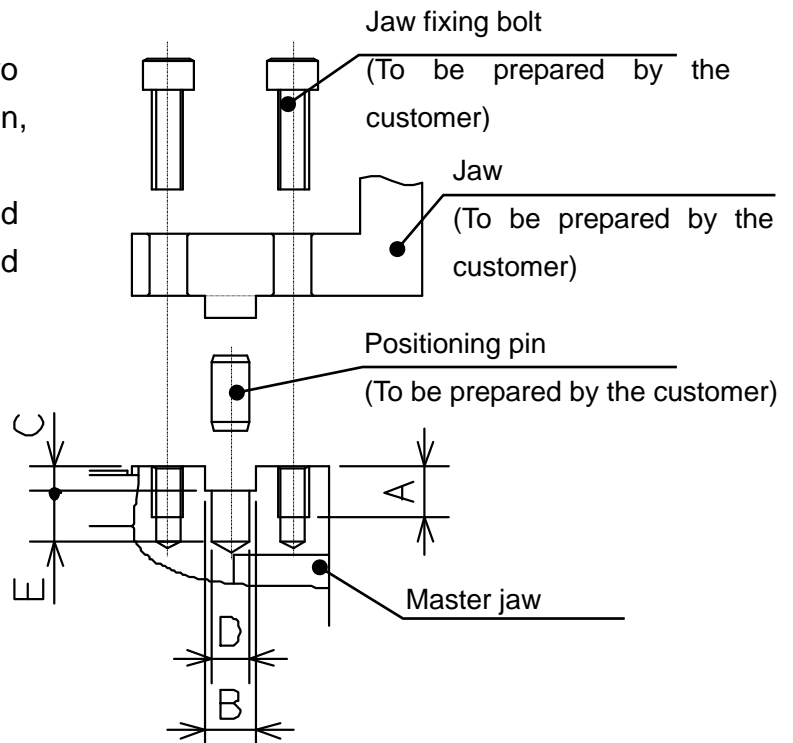 Jaw fixing bolt
(To be prepared by the
customer)
Jaw
(To be prepared by the
customer)
Positioning pin
(To be prepared by the customer)
C
A
E
Master jaw
D
B